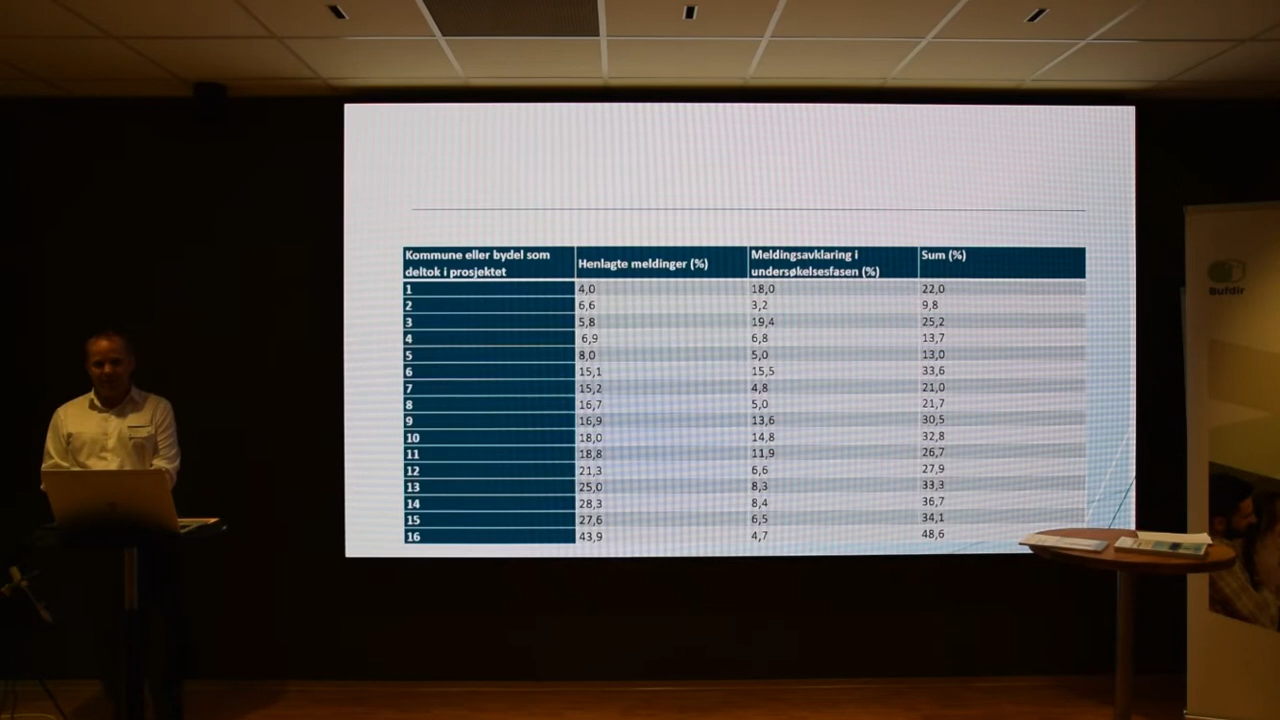 Kommune eller bydel som deltok i prosjektet Henlagte meldinger (%) Meldingsavklaring i undersøkelsesfasen (%) Sum (%)
1 4,0 18,0 22,0
2 6,6 3,2 9,8
3 5,8 19,4 25,2
4 6,9 6,8 13,7
5 8,0 5,0 13,0
6 15,1 15,5 33,6
7 15,2 4,8 21,0
8 16,7 5,0 21,7
9 16,9 13,6 30,5
10 18,0 14,8 32,8
11 18,8 11,9 26,7
12 21,3 6,6 27,9
13 25,0 8,3 33,3
14 28,3 8,4 36,7
15 27,6 6,5 34,1
16 43,9 4,7 48,6
Bufdir